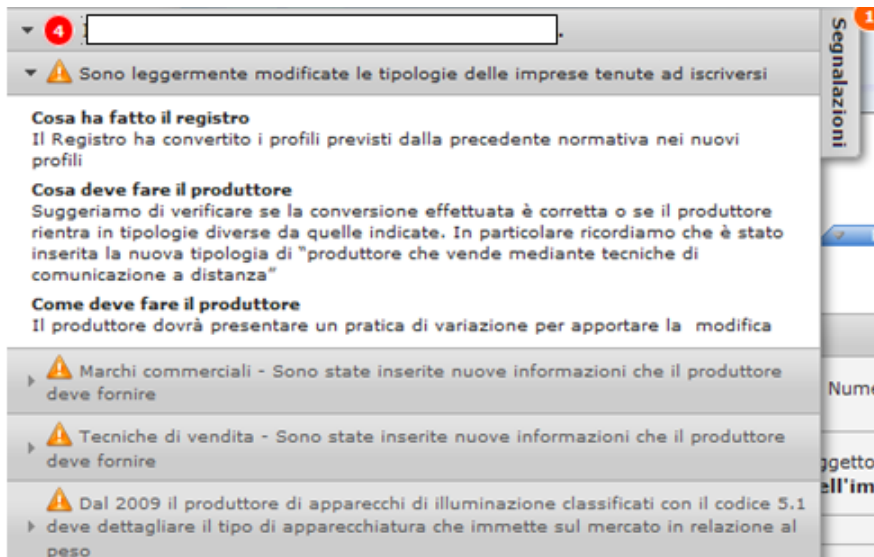 4
Sono leggermente modificate le tipologie delle imprese tenute ad iscriversi
Cosa ha fatto il registro
Il Registro ha convertito i profili previsti dalla precedente normativa nei nuovi
profili
Cosa deve fare il produttore
Suggeriamo di verificare se la conversione effettuata è corretta o se il produttore
rientra in tipologie diverse da quelle indicate. In particolare ricordiamo che è stato
inserita la nuova tipologia di "produttore che vende mediante tecniche di
comunicazione a distanza"
Come deve fare il produttore
Il produttore dovrà presentare un pratica di variazione per apportare la modifica
Marchi commerciali - Sono state inserite nuove informazioni che il produttore
deve fornire
Tecniche di vendita - Sono state inserite nuove informazioni che il produttore
deve fornire
Dal 2009 il produttore di apparecchi di illuminazione classificati con il codice 5.1
deve dettagliare il tipo di apparecchiatura che immette sul mercato in relazione al
peso
Segnalazioni
1
Nume
ggetto
ell'im